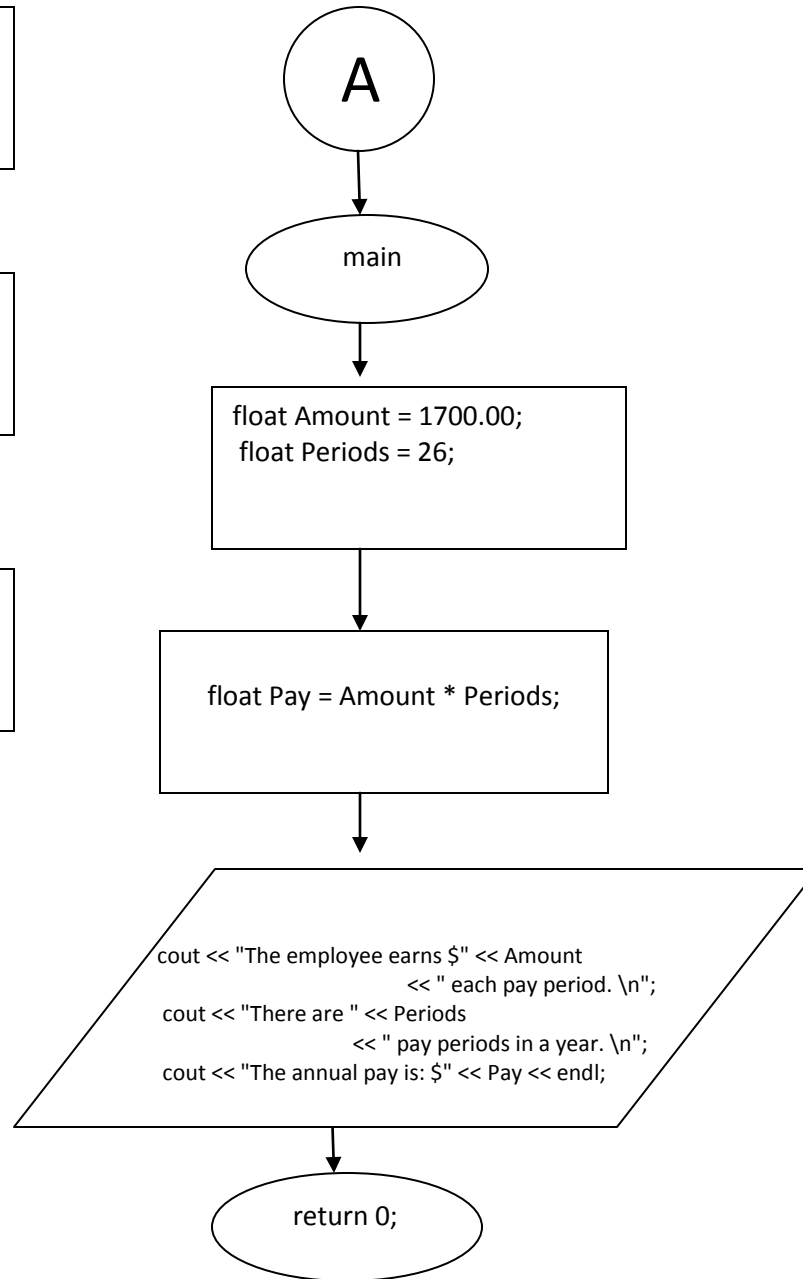 A
main
float Amount = 1700.00;
float Periods = 26;
float Pay = Amount * Periods;
cout << "The employee earns $" << Amount
<< " each pay period. \n";
cout << "There are " << Periods
<< " pay periods in a year. \n";
cout << "The annual pay is: $" << Pay << endl;
return 0;